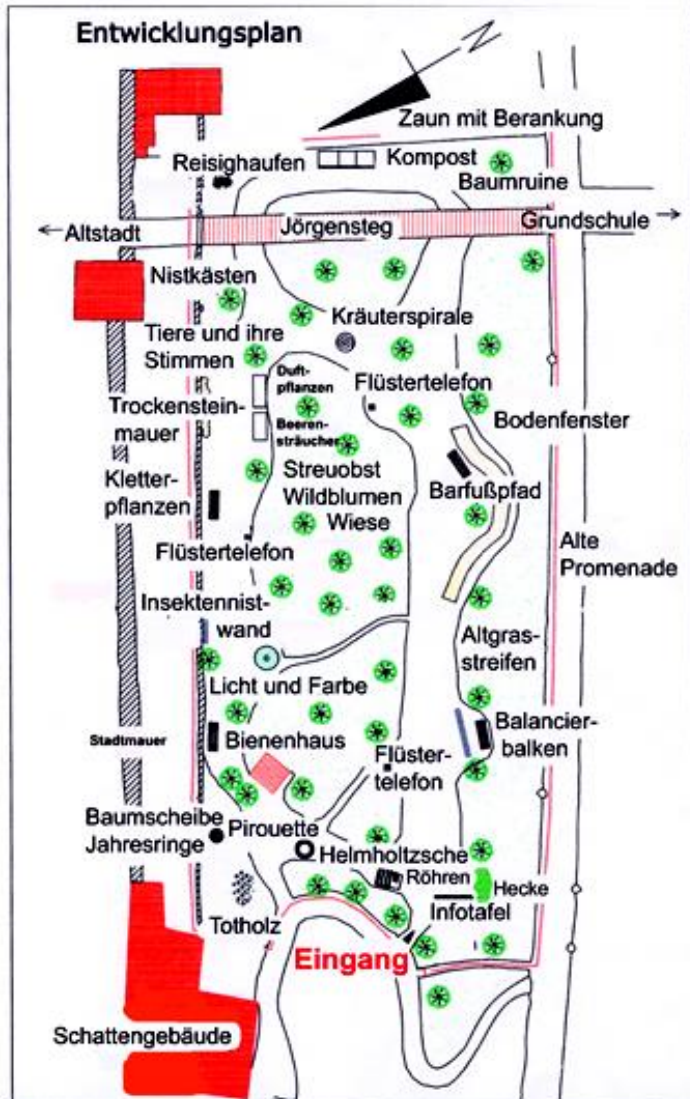 Entwicklungsplan
N
Zaun mit Berankung
Reisighaufen
Kompost
Baumruine
Altstadt
Jörgensteg
Grundschule
Nistkästen
Kräuterspirale
Tiere und ihre
Stimmen
Duft-
pflanzen
Flüstertelefon
Trockenstein-
mauer
Beeren-
sträucher
Bodenfenster
Streuobst
Wildblumen
Wiese
Kletter-
pflanzen
Barfußpfad
Flüstertelefon
Alte
Promenade
Insektennist-
wand
Altgras-
streifen
Licht und Farbe
Stadtmauer
Bienenhaus
Balancier-
balken
Flüster-
telefon
Baumscheibe
Jahresringe
Pirouette
Helmholtzsche
Röhren
Hecke
Infotafel
Totholz
Eingang
Schattengebäude